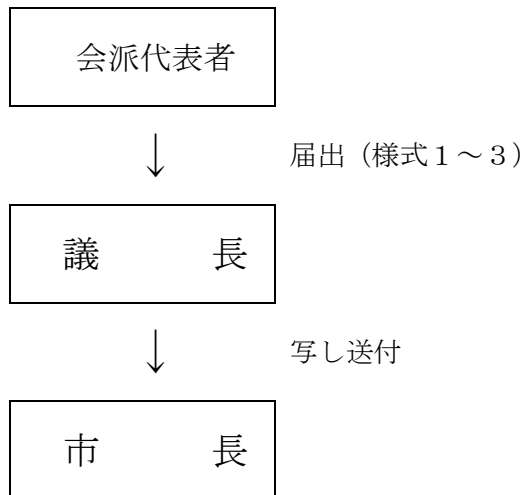 会派代表者
↓ 届出（様式１～３）
議　　　長
↓ 写し送付
市　　　長